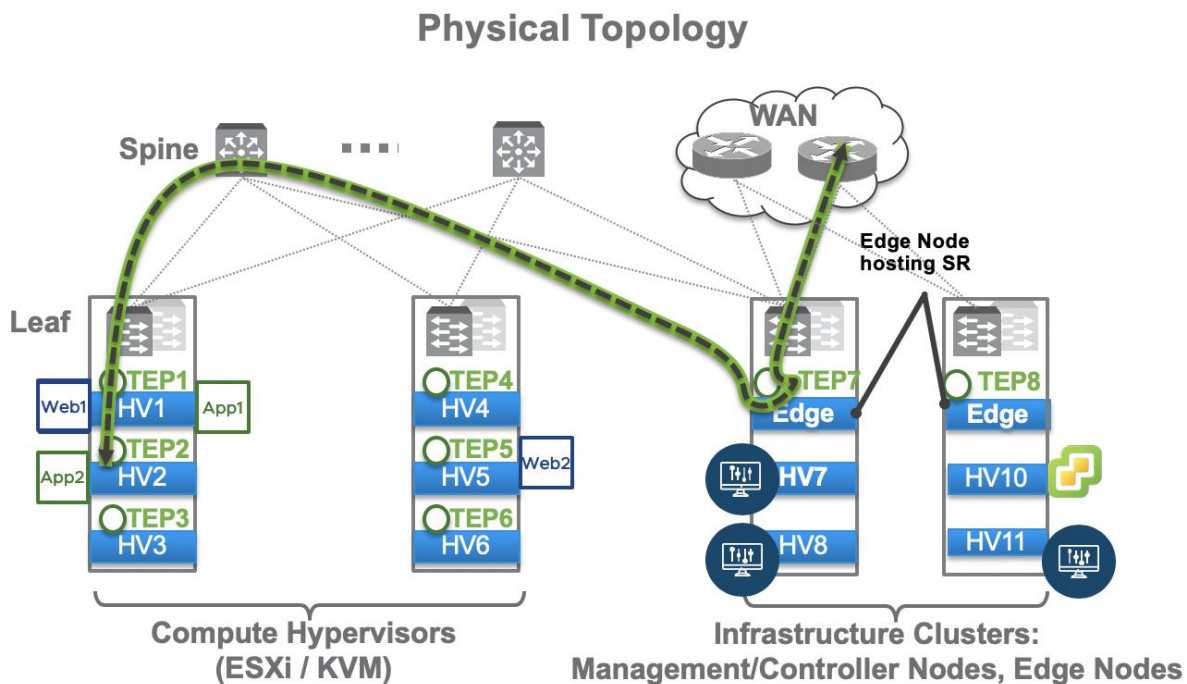 Physical Topology
WAN
Spine
Edge Node
hosting SR
Leaf
TEP1
TEP4
TEP7
TEP8
Web1
HV1
App1
HV4
Edge
Edge
TEP2
TEP5
App2
HV2
HV5
Web2
HV7
HV10
TEP3
TEP6
HV3
HV6
HV8
HV11
Compute Hypervisors
(ESXi / KVM)
Infrastructure Clusters:
Management/Controller Nodes, Edge Nodes